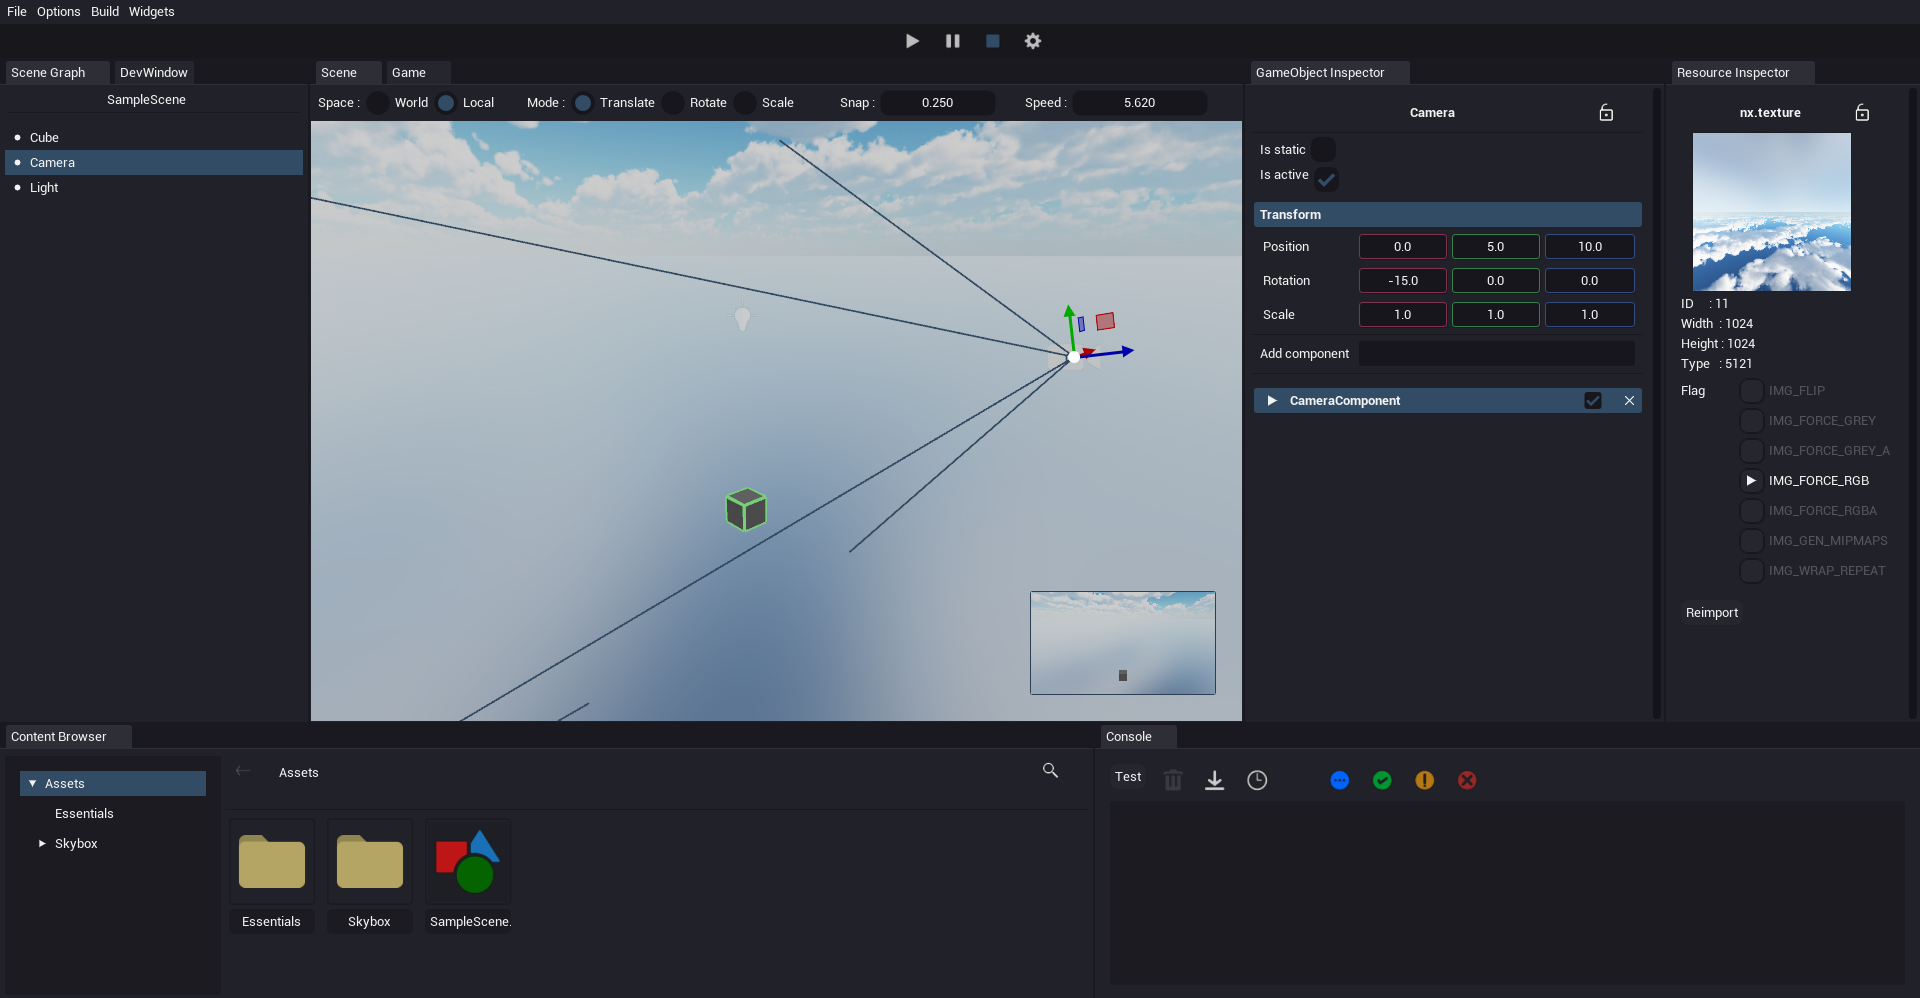 File Options Build Widgets
Scene Graph DevWindow
SampleScene
Cube
Camera
Light
Scene Game
Space : World Local Mode : Translate Rotate Scale Snap : 0.250 Speed : 5.620
GameObject Inspector
Camera
Is static
Is active
Transform
Position 0.0 5.0 10.0
Rotation -15.0 0.0 0.0
Scale 1.0 1.0 1.0
Add component
CameraComponent
Resource Inspector
nx.texture
ID : 11
Width : 1024
Height : 1024
Type : 5121
Flag IMG_FLIP
IMG_FORCE_GREY
IMG_FORCE_GREY_A
IMG_FORCE_RGB
IMG_FORCE_RGBA
IMG_GEN_MIPMAPS
IMG_WRAP_REPEAT
Reimport
Content Browser
Assets
Essentials
Skybox
Assets
Essentials Skybox SampleScene.
Console
Test